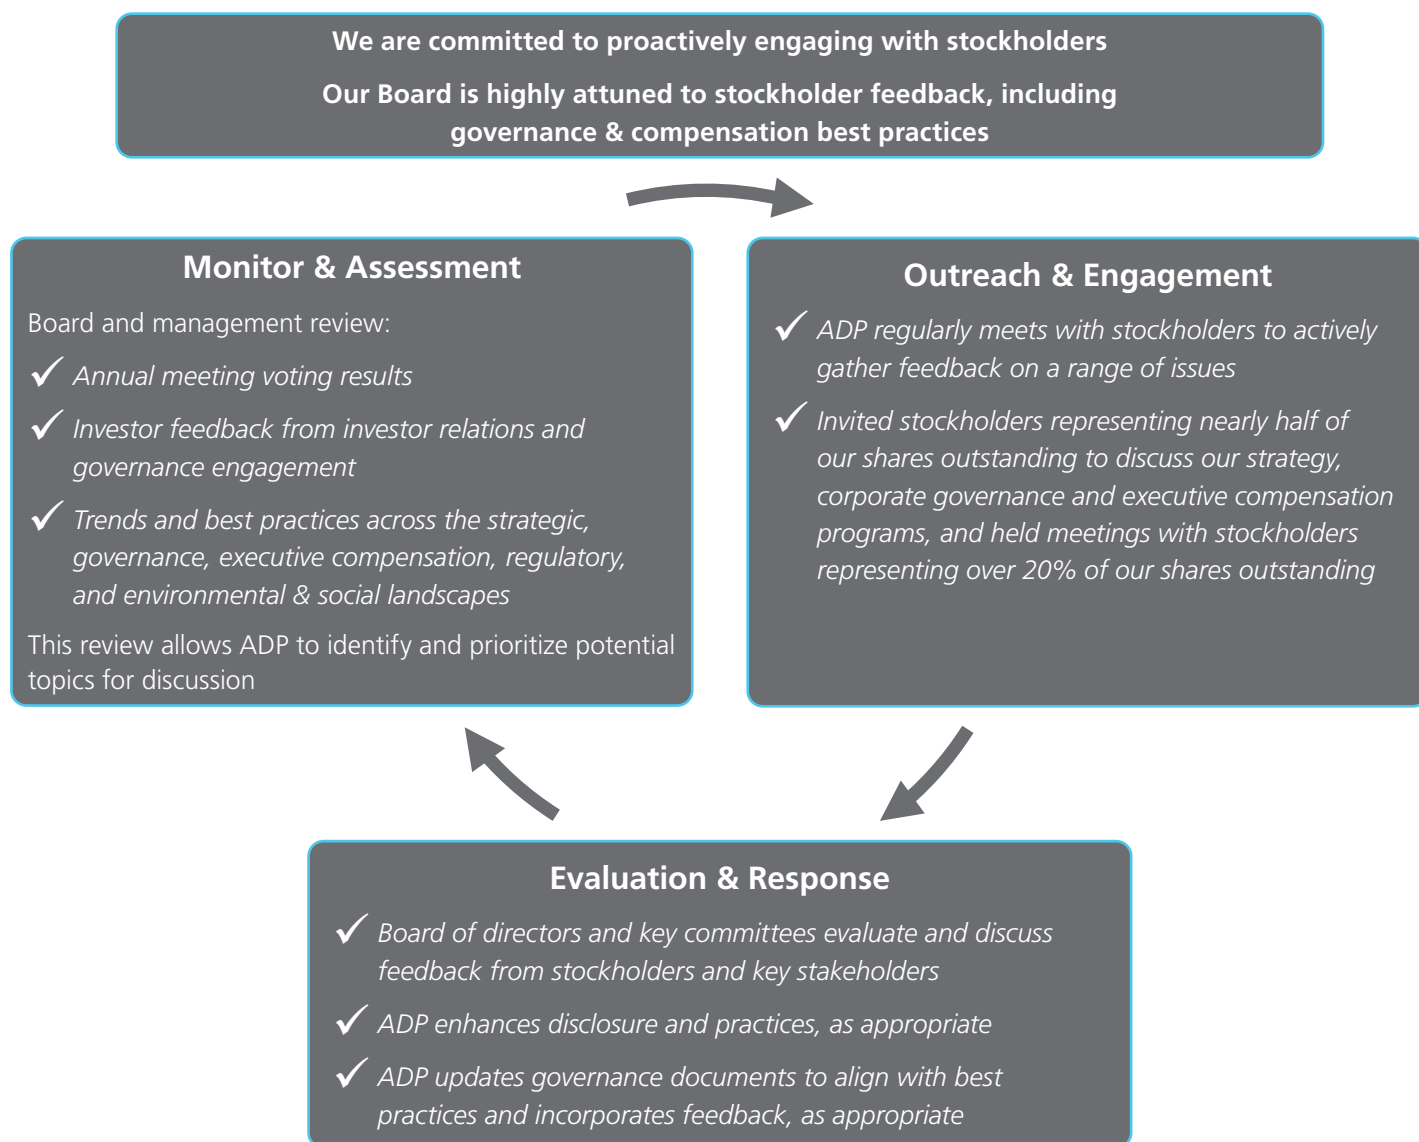 We are committed to proactively engaging with stockholders
Our Board is highly attuned to stockholder feedback, including
governance & compensation best practices
Monitor & Assessment
Board and management review:
✓ Annual meeting voting results
✓ Investor feedback from investor relations and
governance engagement
✓ Trends and best practices across the strategic,
governance, executive compensation, regulatory,
and environmental & social landscapes
This review allows ADP to identify and prioritize potential
topics for discussion
Outreach & Engagement
✓ ADP regularly meets with stockholders to actively
gather feedback on a range of issues
✓ Invited stockholders representing nearly half of
our shares outstanding to discuss our strategy,
corporate governance and executive compensation
programs, and held meetings with stockholders
representing over 20% of our shares outstanding
Evaluation & Response
✓ Board of directors and key committees evaluate and discuss
feedback from stockholders and key stakeholders
✓ ADP enhances disclosure and practices, as appropriate
✓ ADP updates governance documents to align with best
practices and incorporates feedback, as appropriate